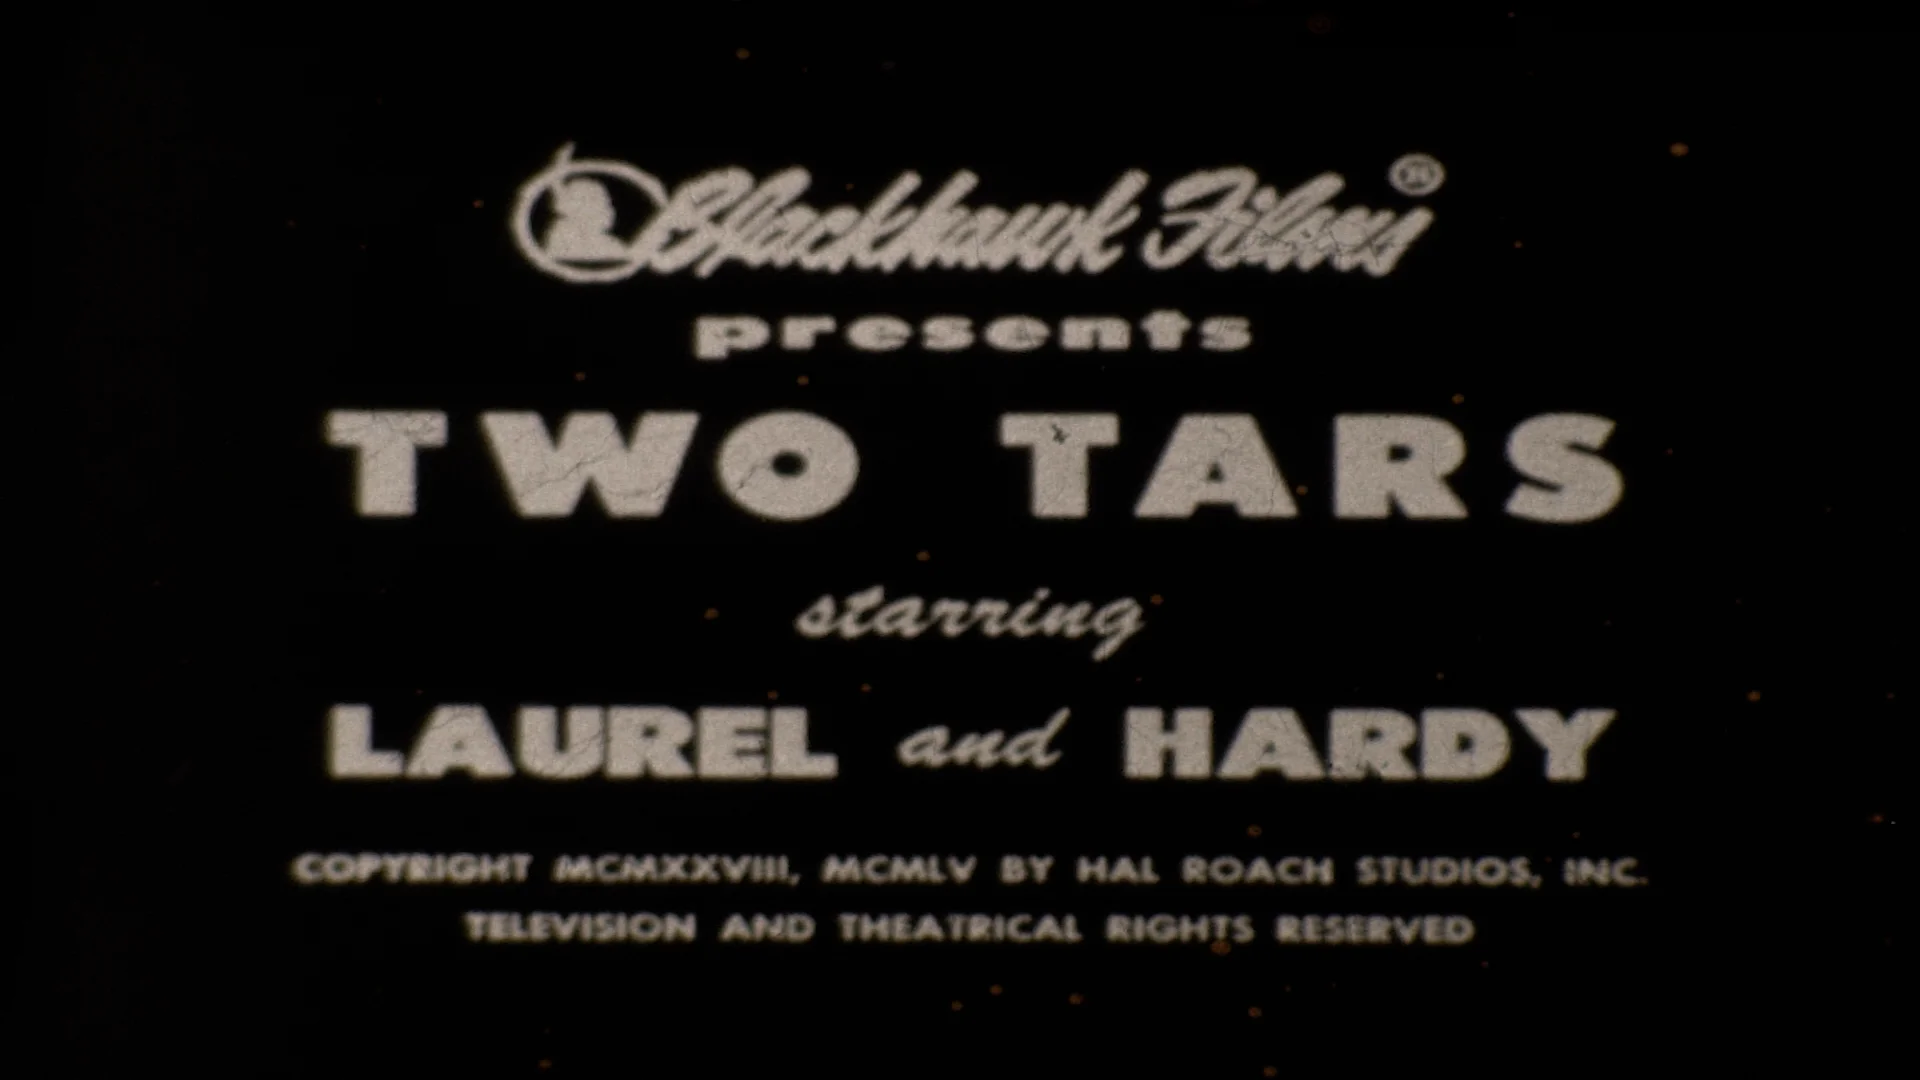 Blackhawk Films®
presents
TWO TARS
starring
LAUREL and HARDY
COPYRIGHT MCMXXVIII, MCMLV BY HAL ROACH STUDIOS, INC.
TELEVISION AND THEATRICAL RIGHTS RESERVED